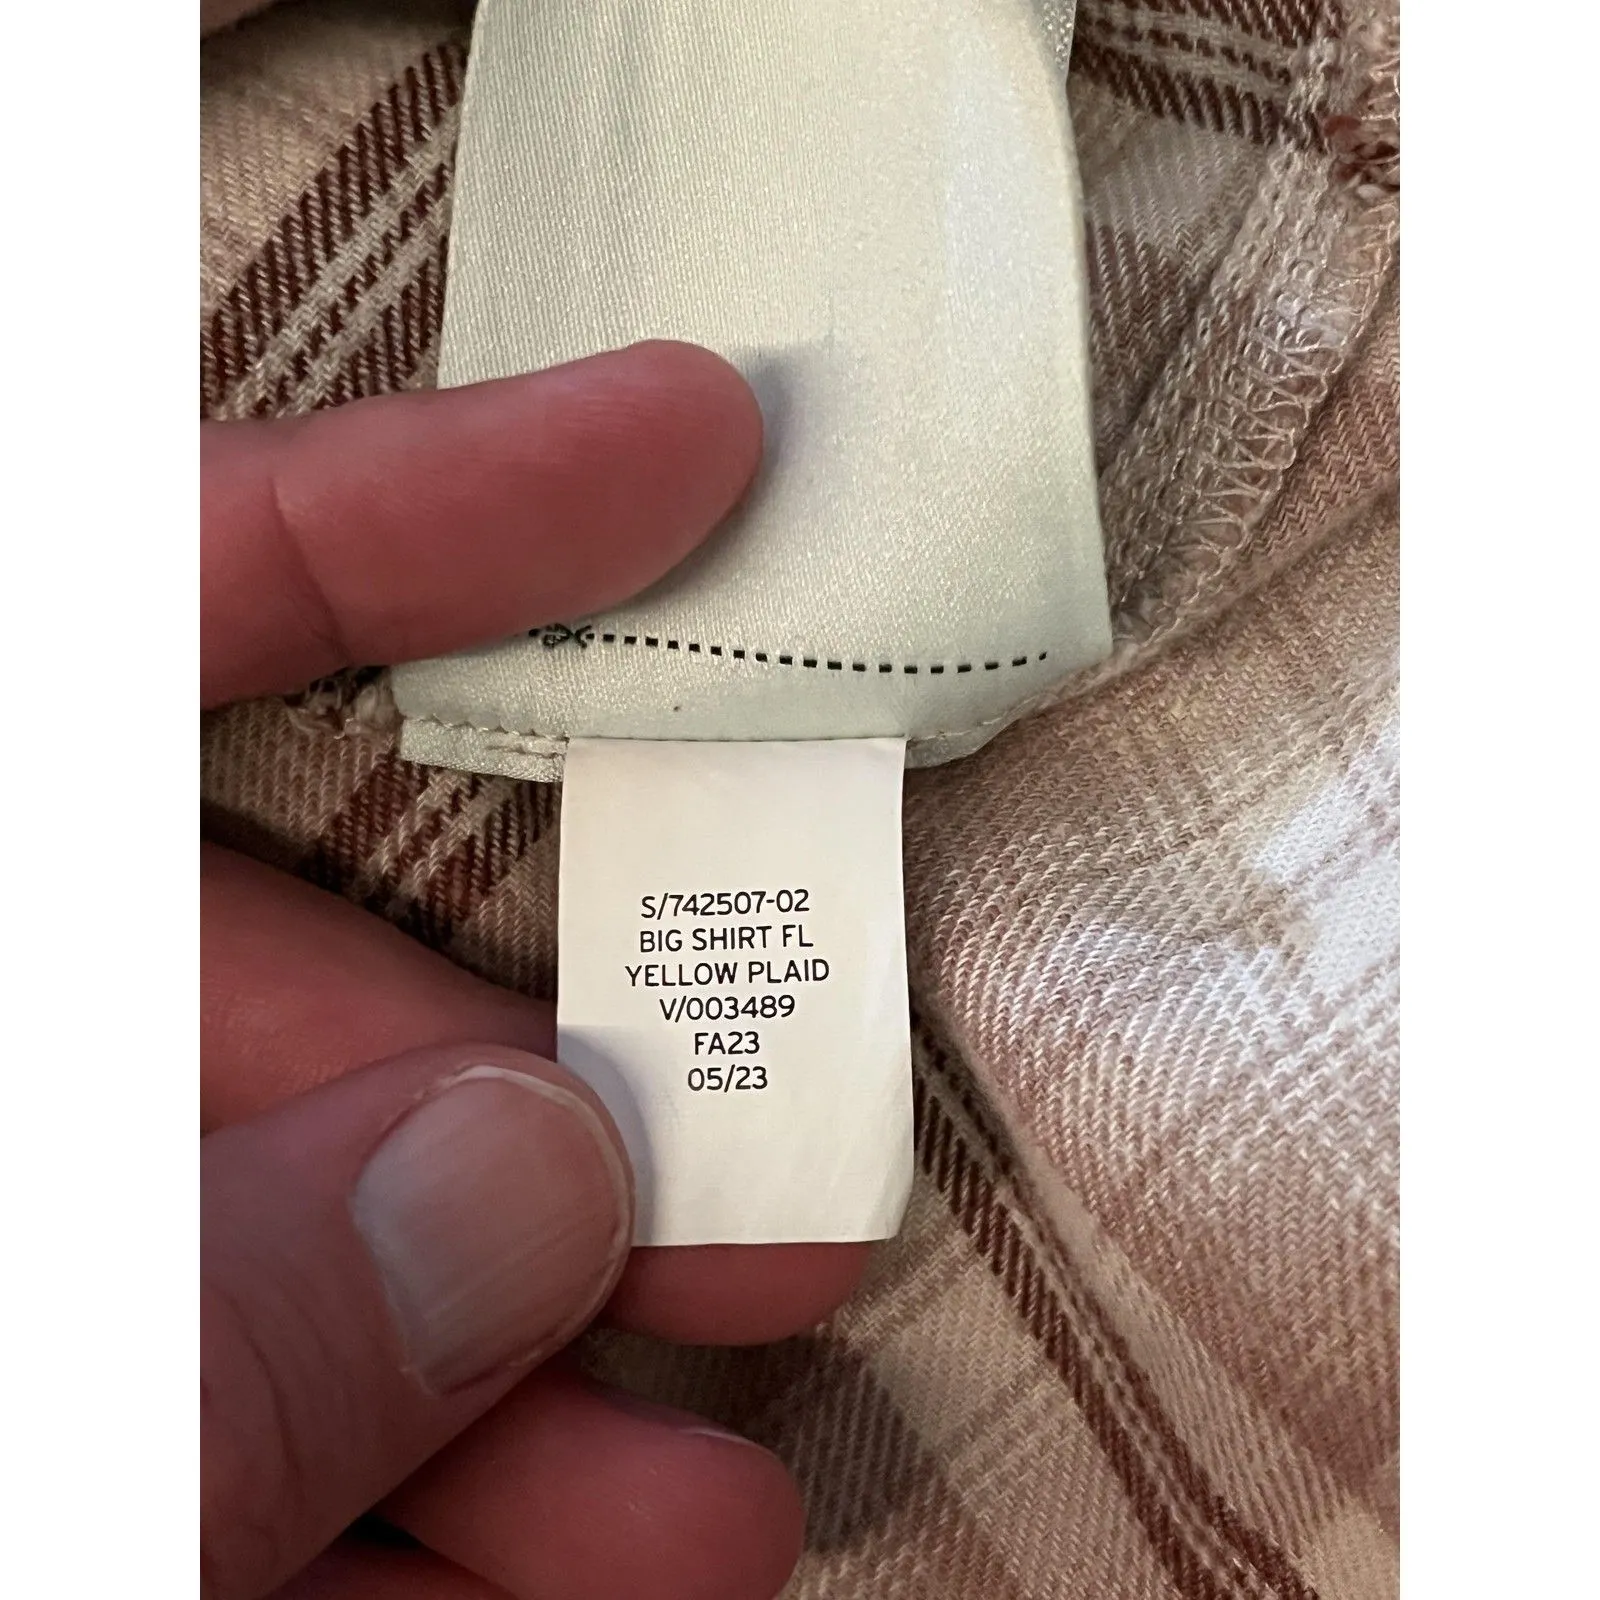 S/742507-02
BIG SHIRT FL
YELLOW PLAID
V/003489
FA23
05/23